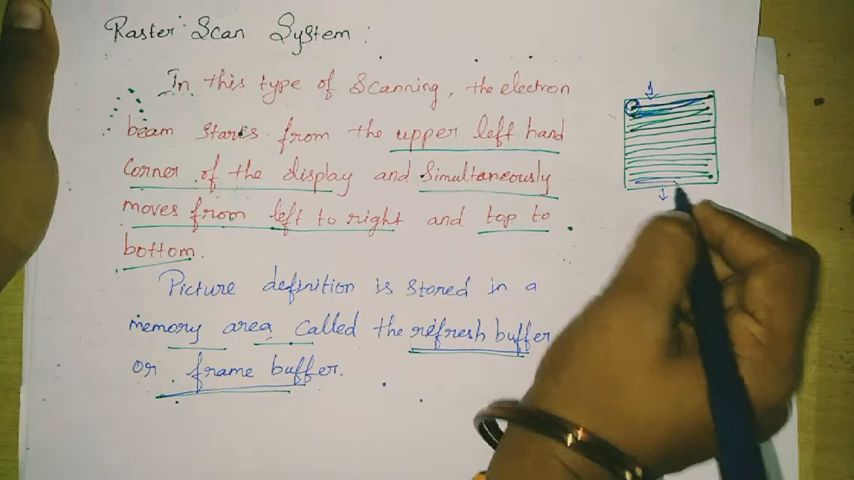 Raster Scan System :
In this type of Scanning, the electron
beam stares from the upper left hand
Corner of the display and Simultaneously
moves from left to right and top to
bottom.
Picture definition is stored in a
memory area called the refresh buffer
or frame buffer.